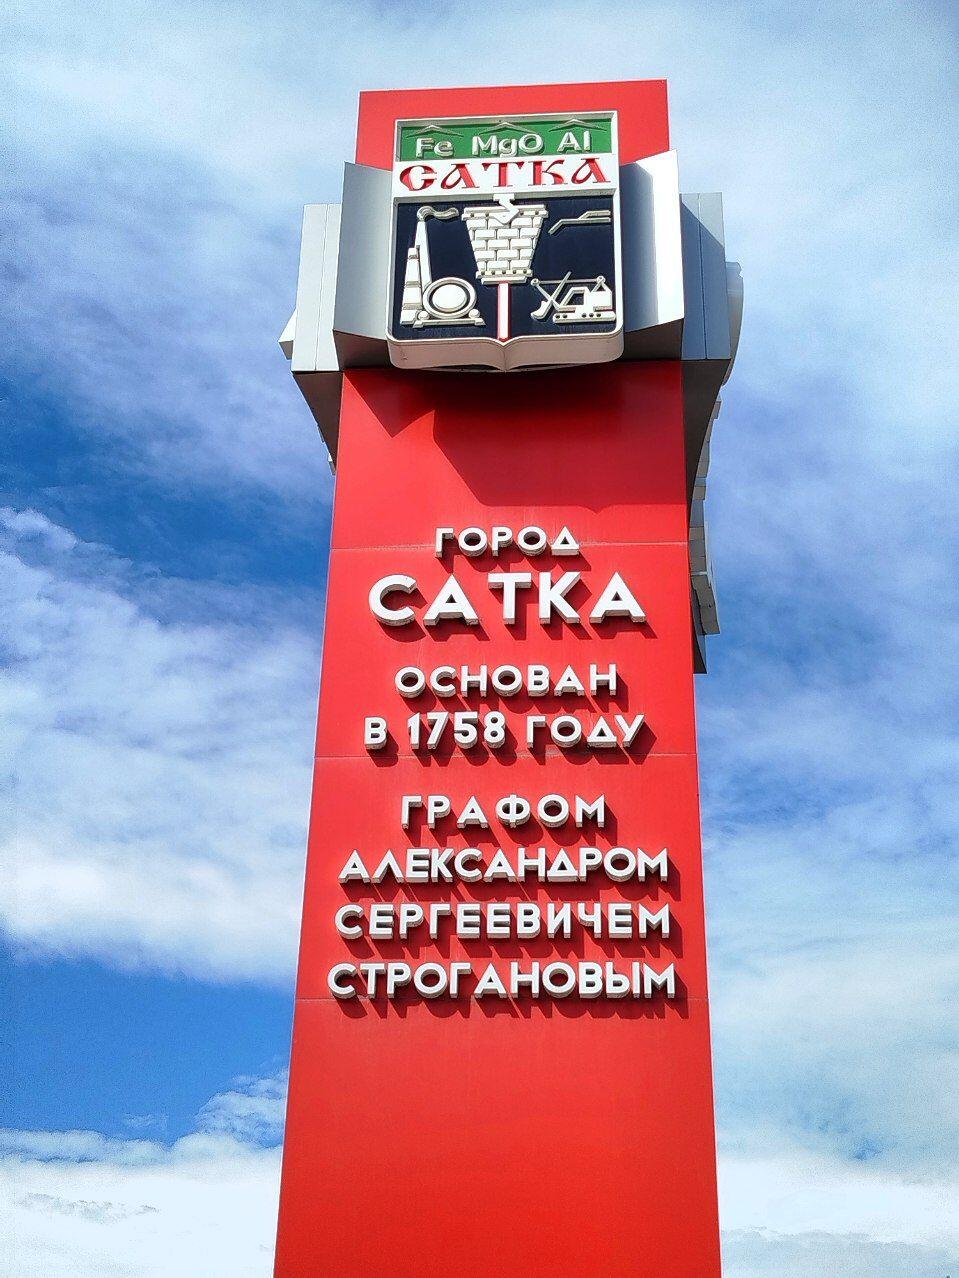 Fe MgO Al
САТКА
ГОРОД
САТКА
ОСНОВАН
В 1758 ГОДУ
ГРАФОМ
АЛЕКСАНДРОМ
СЕРГЕЕВИЧЕМ
СТРОГАНОВЫМ